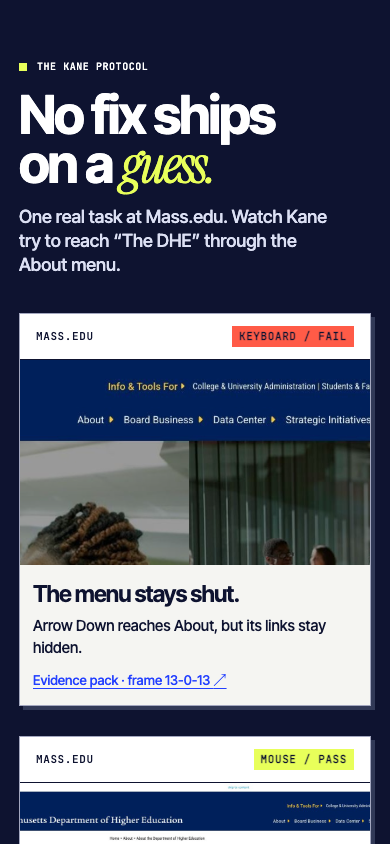 THE KANE PROTOCOL
No fix ships
on a guess.
One real task at Mass.edu. Watch Kane
try to reach “The DHE” through the
About menu.
MASS.EDU
KEYBOARD / FAIL
Info & Tools For College & University Administration | Students & Fa
About Board Business Data Center Strategic Initiatives
The menu stays shut.
Arrow Down reaches About, but its links stay
hidden.
Evidence pack · frame 13-0-13 ↗
MASS.EDU
MOUSE / PASS
Info & Tools For College & University Admini
husetts Department of Higher Education
About Board Business Data Center
Home > About > About the Department of Higher Education